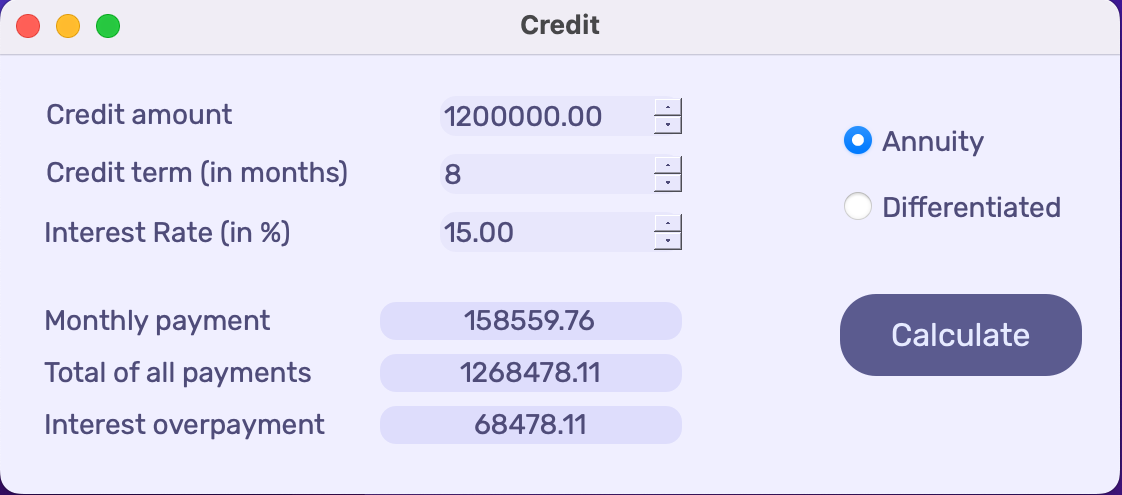 Credit
Credit amount 1200000.00
Credit term (in months) 8
Interest Rate (in %) 15.00
Annuity
Differentiated
Monthly payment 158559.76
Total of all payments 1268478.11
Interest overpayment 68478.11
Calculate